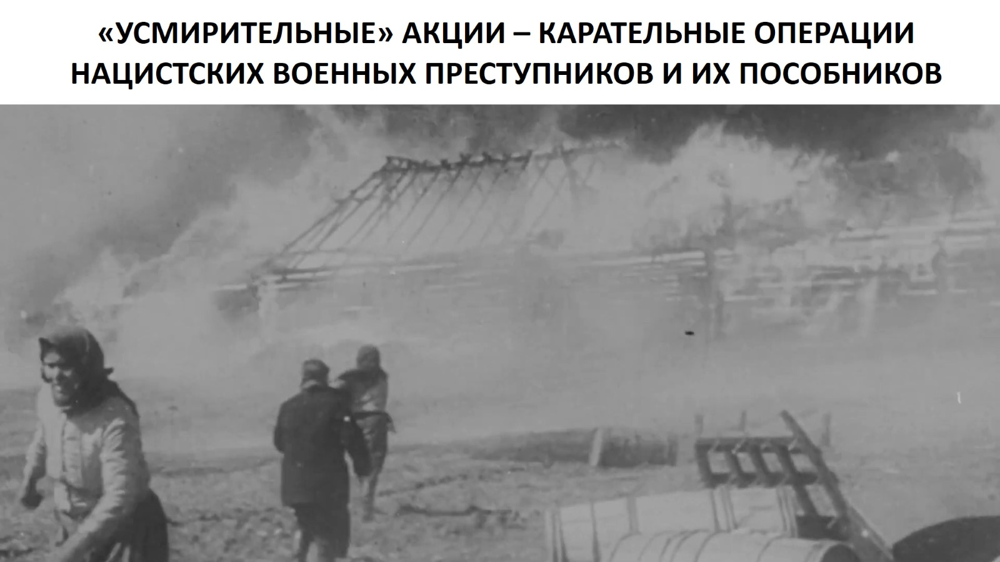 «УСМИРИТЕЛЬНЫЕ» АКЦИИ – КАРАТЕЛЬНЫЕ ОПЕРАЦИИ
НАЦИСТСКИХ ВОЕННЫХ ПРЕСТУПНИКОВ И ИХ ПОСОБНИКОВ